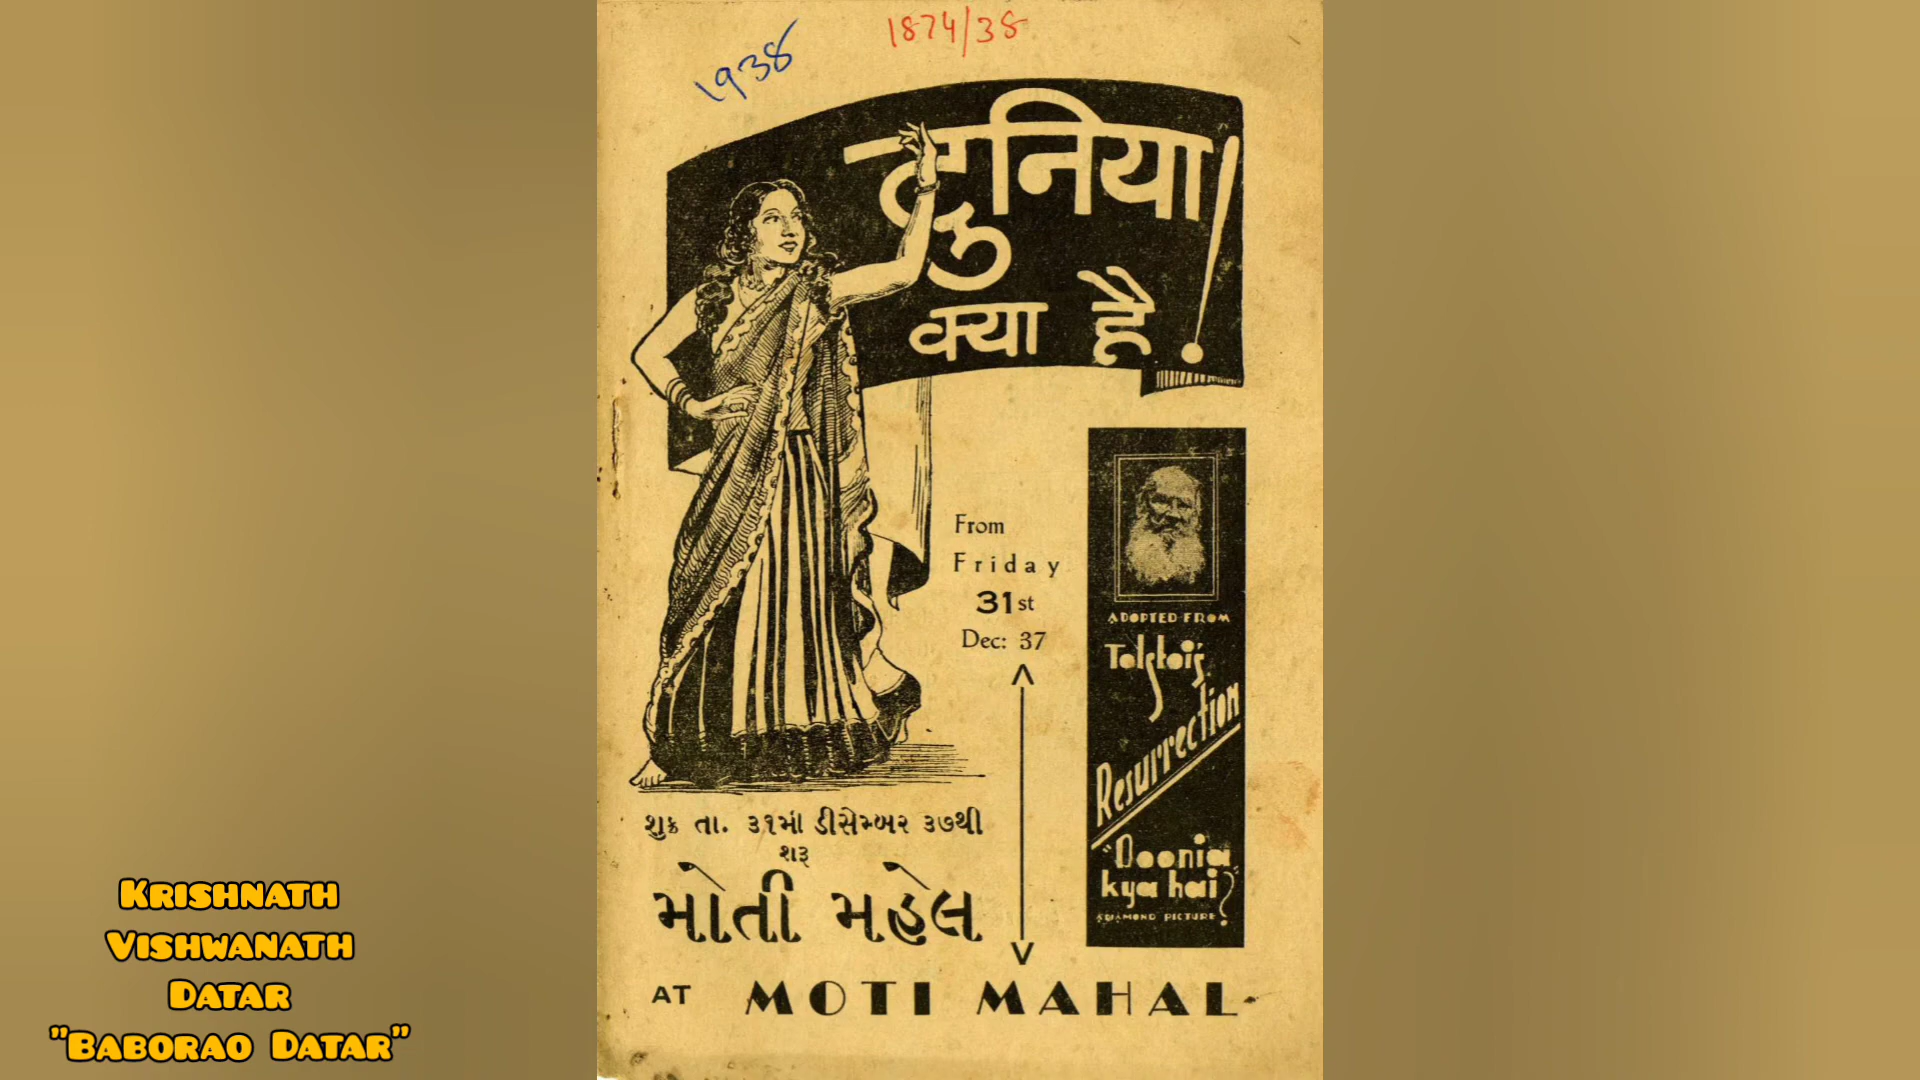 1938
1874/38
दुनिया!
क्या है
From
Friday
31st
Dec: 37
ADOPTED FROM
Tolstoi's
Resurrection
"Doonia
kya hai?"
A DIAMOND PICTURE
શુક્ર તા. ૩૧માં ડીસેમ્બર ૩૭થી
શરૂ
મોતી મહેલ
AT MOTI MAHAL
KRISHNATH
VISHWANATH
DATAR
"BABORAO DATAR"